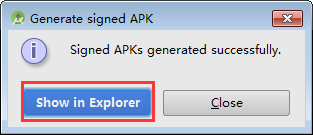 Generate signed APK
Signed APKs generated successfully.
Show in Explorer
Close